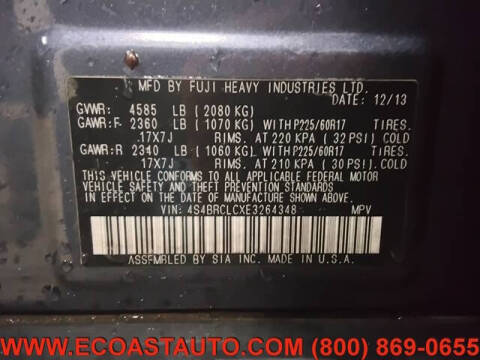 MFD BY FUJI HEAVY INDUSTRIES LTD.
DATE: 12/13
GVWR: 4585 LB (2080 KG)
GAWR:F 2360 LB (1070 KG) WITH P225/60R17 TIRES.
17X7J RIMS. AT 220 KPA (32 PSI) COLD
GAWR:R 2340 LB (1060 KG) WITH P225/60R17 TIRES.
17X7J RIMS. AT 210 KPA (30 PSI) COLD
THIS VEHICLE CONFORMS TO ALL APPLICABLE FEDERAL MOTOR
VEHICLE SAFETY AND THEFT PREVENTION STANDARDS
IN EFFECT ON THE DATE OF MANUFACTURE SHOWN ABOVE.
VIN: 4S4BRCLCXE3264348 MPV
ASSEMBLED BY SIA INC. MADE IN U.S.A.
WWW.ECOASTAUTO.COM (800) 869-0655